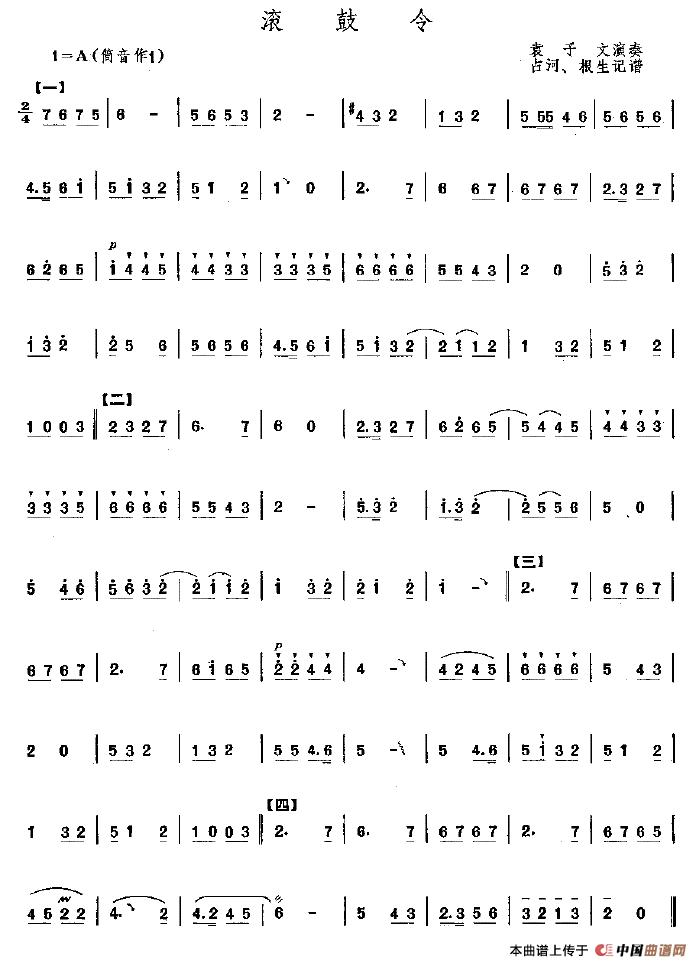 滚 鼓 令
1=A(筒音作1)
袁 子 文演奏
占河、根生记谱
【一】
2/4 7 6 7 5 | 6 - | 5 6 5 3 | 2 - | #4 3 2 | 1 3 2 | 5 55 4 6 | 5 6 5 6
4.5 6 i | 5 i 3 2 | 5 1 2 | 1 0 | 2. 7 | 6 6 7 | 6 7 6 7 | 2.3 2 7
6 2 6 5 | i 4 4 5 | 4 4 3 3 | 3 3 3 5 | 6 6 6 6 | 5 5 4 3 | 2 0 | 5 3 2
p
1 3 2 | 2 5 6 | 5 6 5 6 | 4.5 6 i | 5 i 3 2 | 2 1 1 2 | 1 3 2 | 5 1 2
【二】
1 0 0 3 ‖ 2 3 2 7 | 6. 7 | 6 0 | 2.3 2 7 | 6 2 6 5 | 5 4 4 5 | 4 4 3 3
3 3 3 5 | 6 6 6 6 | 5 5 4 3 | 2 - | 5.3 2 | 1.3 2 | 2 5 5 6 | 5 0
【三】
5 4 6 | 5 6 3 2 | 2 1 1 2 | i 3 2 | 2 i 2 | i - ‖ 2. 7 | 6 7 6 7
6 7 6 7 | 2. 7 | 6 i 6 5 | 2 2 4 4 | 4 - | 4 2 4 5 | 6 6 6 6 | 5 4 3
p
2 0 | 5 3 2 | 1 3 2 | 5 5 4.6 | 5 - | 5 4.6 | 5 i 3 2 | 5 1 2
【四】
1 3 2 | 5 1 2 | 1 0 0 3 ‖ 2. 7 | 6. 7 | 6 7 6 7 | 2. 7 | 6 7 6 5
4 5 2 2 | 4. 2 | 4.2 4 5 | 6 - | 5 4 3 | 2.3 5 6 | 3 2 1 3 | 2 0
本曲谱上传于 中国曲谱网